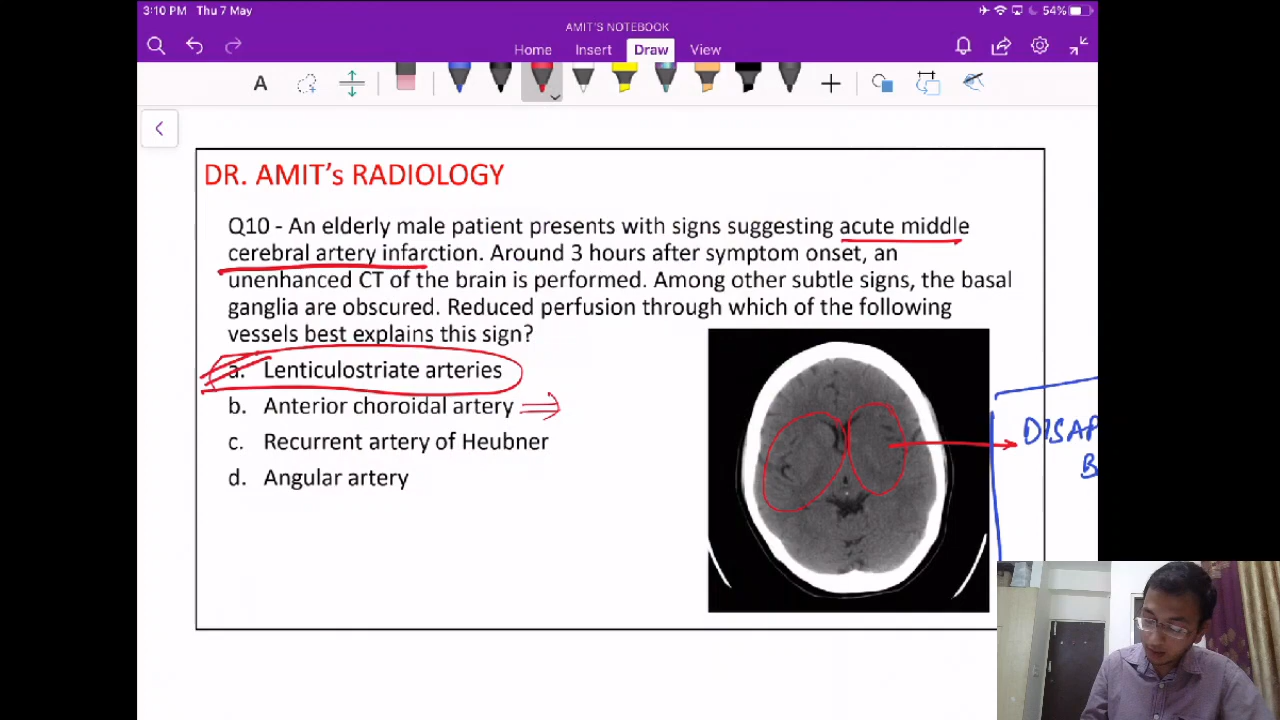 3:10 PM Thu 7 May
54%
AMIT'S NOTEBOOK
Home Insert Draw View
A
DR. AMIT's RADIOLOGY
Q10 - An elderly male patient presents with signs suggesting acute middle
cerebral artery infarction. Around 3 hours after symptom onset, an
unenhanced CT of the brain is performed. Among other subtle signs, the basal
ganglia are obscured. Reduced perfusion through which of the following
vessels best explains this sign?
a. Lenticulostriate arteries
b. Anterior choroidal artery
c. Recurrent artery of Heubner
d. Angular artery
DISAP
B